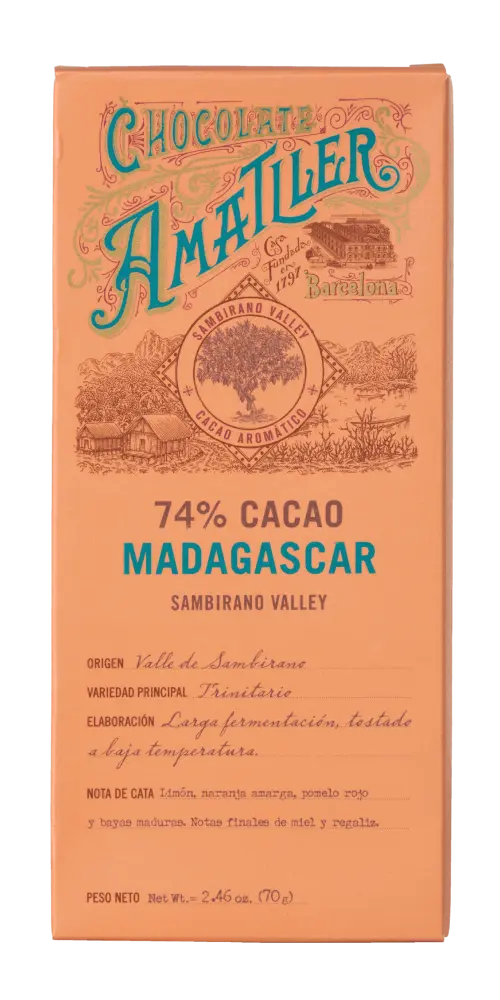 CHOCOLATE
AMATLLER
Cª Fundada
en
1797
Barcelona
SAMBIRANO VALLEY
CACAO AROMÁTICO
74% CACAO
MADAGASCAR
SAMBIRANO VALLEY
ORIGEN Valle de Sambirano
VARIEDAD PRINCIPAL Trinitario
ELABORACIÓN Larga fermentación, tostado
a baja temperatura.
NOTA DE CATA Limón, naranja amarga, pomelo rojo
y bayas maduras. Notas finales de miel y regaliz.
PESO NETO Net Wt.= 2.46 oz. (70g)